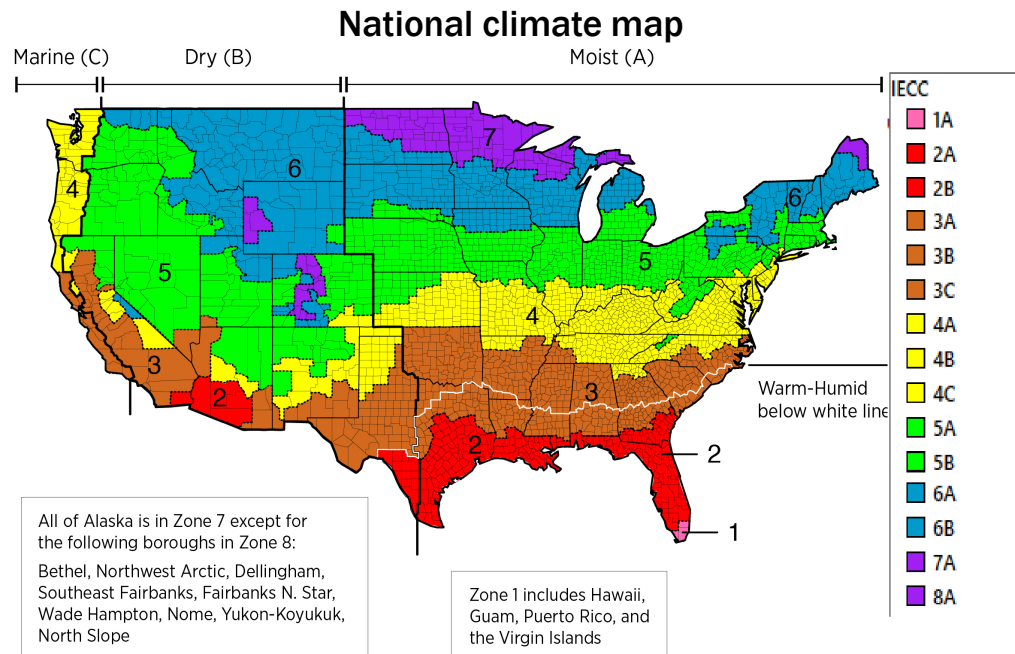 National climate map
Marine (C)
Dry (B)
Moist (A)
IECC
1A
2A
2B
3A
3B
3C
4A
4B
4C
5A
5B
6A
6B
7A
8A
7
6
4
6
5
5
4
3
3
2
2
2
1
Warm-Humid
below white line
All of Alaska is in Zone 7 except for
the following boroughs in Zone 8:
Bethel, Northwest Arctic, Dellingham,
Southeast Fairbanks, Fairbanks N. Star,
Wade Hampton, Nome, Yukon-Koyukuk,
North Slope
Zone 1 includes Hawaii,
Guam, Puerto Rico, and
the Virgin Islands